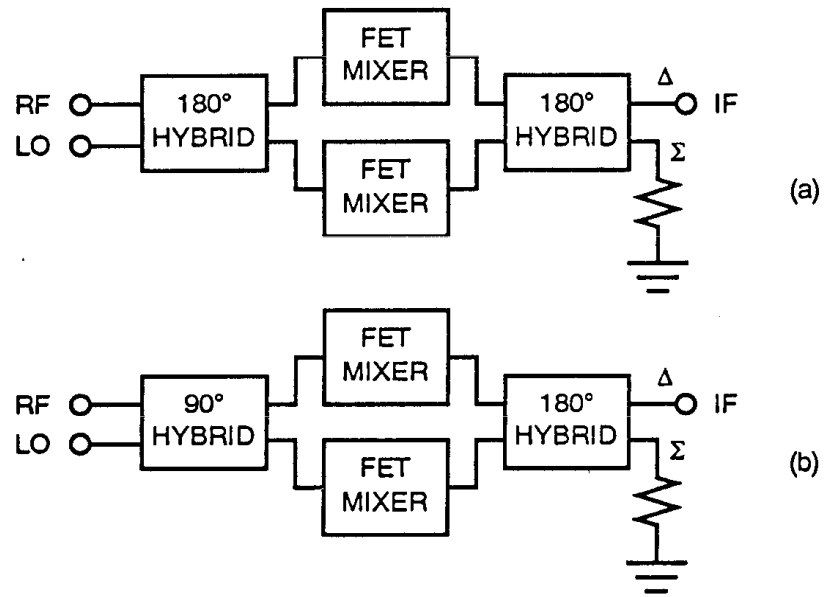 FET
MIXER
RF
LO
180°
HYBRID
180°
HYBRID
Δ
IF
Σ
FET
MIXER
(a)
FET
MIXER
RF
LO
90°
HYBRID
180°
HYBRID
Δ
IF
Σ
FET
MIXER
(b)